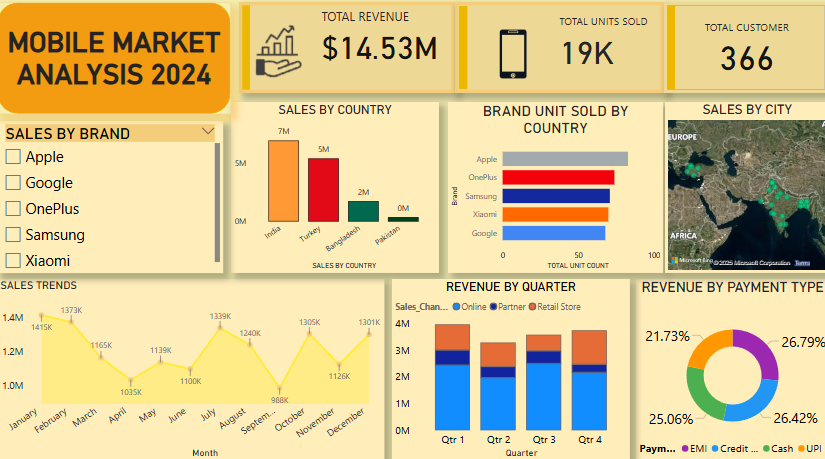 MOBILE MARKET
ANALYSIS 2024
TOTAL REVENUE
$14.53M
TOTAL UNITS SOLD
19K
TOTAL CUSTOMER
366
SALES BY BRAND
Apple
Google
OnePlus
Samsung
Xiaomi
SALES BY COUNTRY
7M
5M
2M
0M
5M
0M
India
Turkey
Bangladesh
Pakistan
SALES BY COUNTRY
BRAND UNIT SOLD BY
COUNTRY
Brand
Apple
OnePlus
Samsung
Xiaomi
Google
0 50 100
TOTAL UNIT COUNT
SALES BY CITY
EUROPE
AFRICA
Microsoft Bing
©2025 Microsoft Corporation Terms
SALES TRENDS
1.4M
1.2M
1.0M
1415K
1373K
1165K
1035K
1139K
1100K
1339K
1240K
988K
1305K
1126K
1301K
January
February
March
April
May
June
July
August
Septem...
October
November
December
Month
REVENUE BY QUARTER
Sales_Chan... Online Partner Retail Store
4M
3M
2M
1M
0M
Qtr 1 Qtr 2 Qtr 3 Qtr 4
Quarter
REVENUE BY PAYMENT TYPE
21.73%
26.79%
25.06%
26.42%
Paym... EMI Credit ... Cash UPI